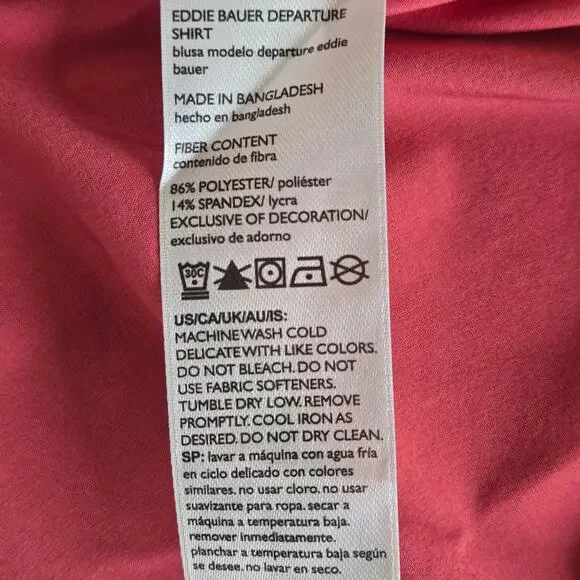 EDDIE BAUER DEPARTURE
SHIRT
blusa modelo departure eddie
bauer
MADE IN BANGLADESH
hecho en bangladesh
FIBER CONTENT
contenido de fibra
86% POLYESTER/ poliéster
14% SPANDEX/ lycra
EXCLUSIVE OF DECORATION/
exclusivo de adorno
30C
US/CA/UK/AU/IS:
MACHINE WASH COLD
DELICATE WITH LIKE COLORS.
DO NOT BLEACH. DO NOT
USE FABRIC SOFTENERS.
TUMBLE DRY LOW. REMOVE
PROMPTLY. COOL IRON AS
DESIRED. DO NOT DRY CLEAN.
SP: lavar a máquina con agua fría
en ciclo delicado con colores
similares. no usar cloro. no usar
suavizante para ropa. secar a
máquina a temperatura baja.
remover inmediatamente.
planchar a temperatura baja según
se desee. no lavar en seco.